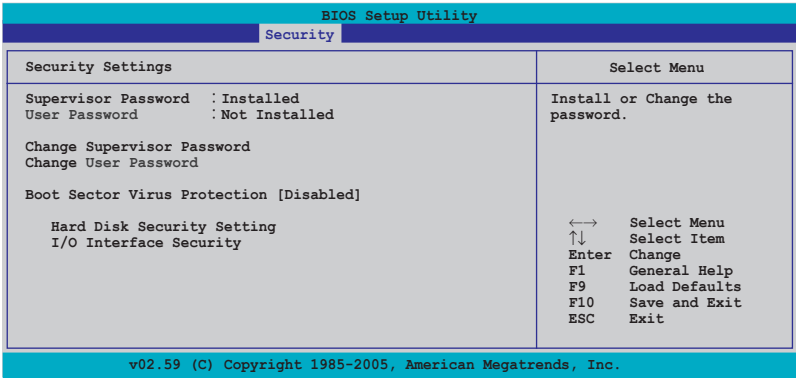 BIOS Setup Utility
Security
Security Settings
Supervisor Password : Installed
User Password : Not Installed
Change Supervisor Password
Change User Password
Boot Sector Virus Protection [Disabled]
Hard Disk Security Setting
I/O Interface Security
Select Menu
Install or Change the
password.
←→ Select Menu
↑↓ Select Item
Enter Change
F1 General Help
F9 Load Defaults
F10 Save and Exit
ESC Exit
v02.59 (C) Copyright 1985-2005, American Megatrends, Inc.